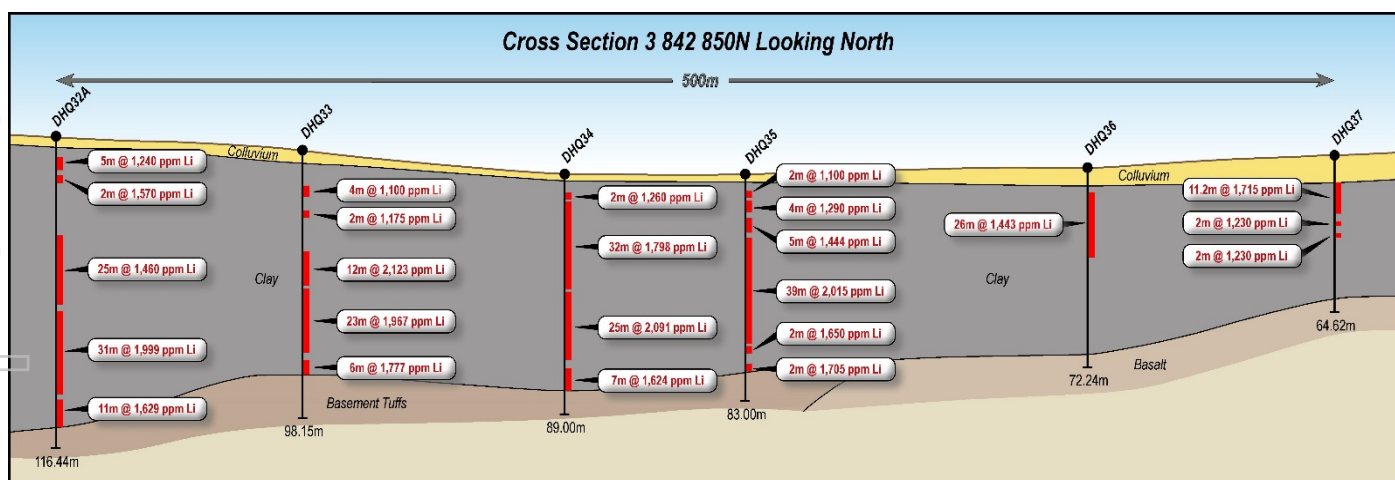 Cross Section 3 842 850N Looking North
500m
DHQ32A
DHQ33
DHQ34
DHQ35
DHQ36
DHQ37
Colluvium
Colluvium
5m @ 1,240 ppm Li
2m @ 1,570 ppm Li
25m @ 1,460 ppm Li
31m @ 1,999 ppm Li
11m @ 1,629 ppm Li
116.44m
4m @ 1,100 ppm Li
2m @ 1,175 ppm Li
12m @ 2,123 ppm Li
23m @ 1,967 ppm Li
6m @ 1,777 ppm Li
98.15m
Clay
Basement Tuffs
2m @ 1,260 ppm Li
32m @ 1,798 ppm Li
25m @ 2,091 ppm Li
7m @ 1,624 ppm Li
89.00m
2m @ 1,100 ppm Li
4m @ 1,290 ppm Li
5m @ 1,444 ppm Li
39m @ 2,015 ppm Li
2m @ 1,650 ppm Li
2m @ 1,705 ppm Li
83.00m
26m @ 1,443 ppm Li
Clay
72.24m
11.2m @ 1,715 ppm Li
2m @ 1,230 ppm Li
2m @ 1,230 ppm Li
64.62m
Basalt